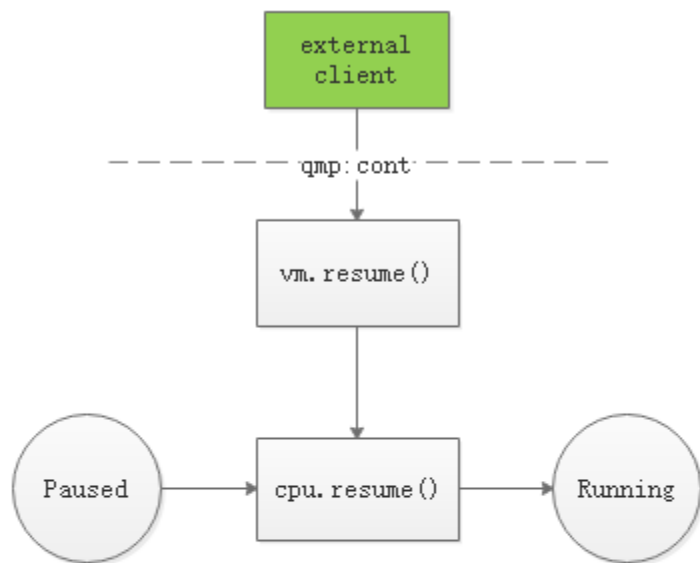 external
client
qmp:cont
vm.resume()
Paused
cpu.resume()
Running